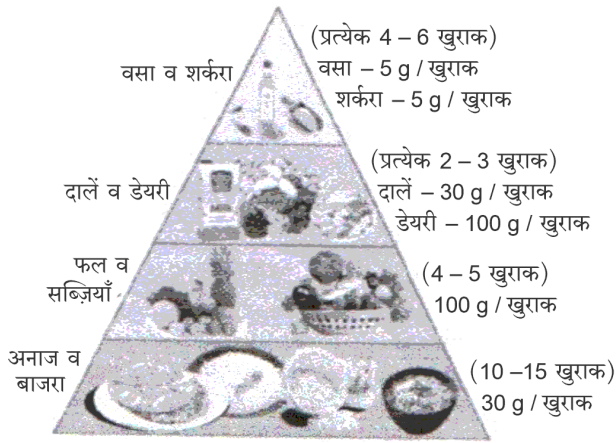 वसा व शर्करा
(प्रत्येक 4 – 6 खुराक)
वसा – 5 g / खुराक
शर्करा – 5 g / खुराक
दालें व डेयरी
(प्रत्येक 2 – 3 खुराक)
दालें – 30 g / खुराक
डेयरी – 100 g / खुराक
फल व
सब्ज़ियाँ
(4 – 5 खुराक)
100 g / खुराक
अनाज व
बाजरा
(10 –15 खुराक)
30 g / खुराक